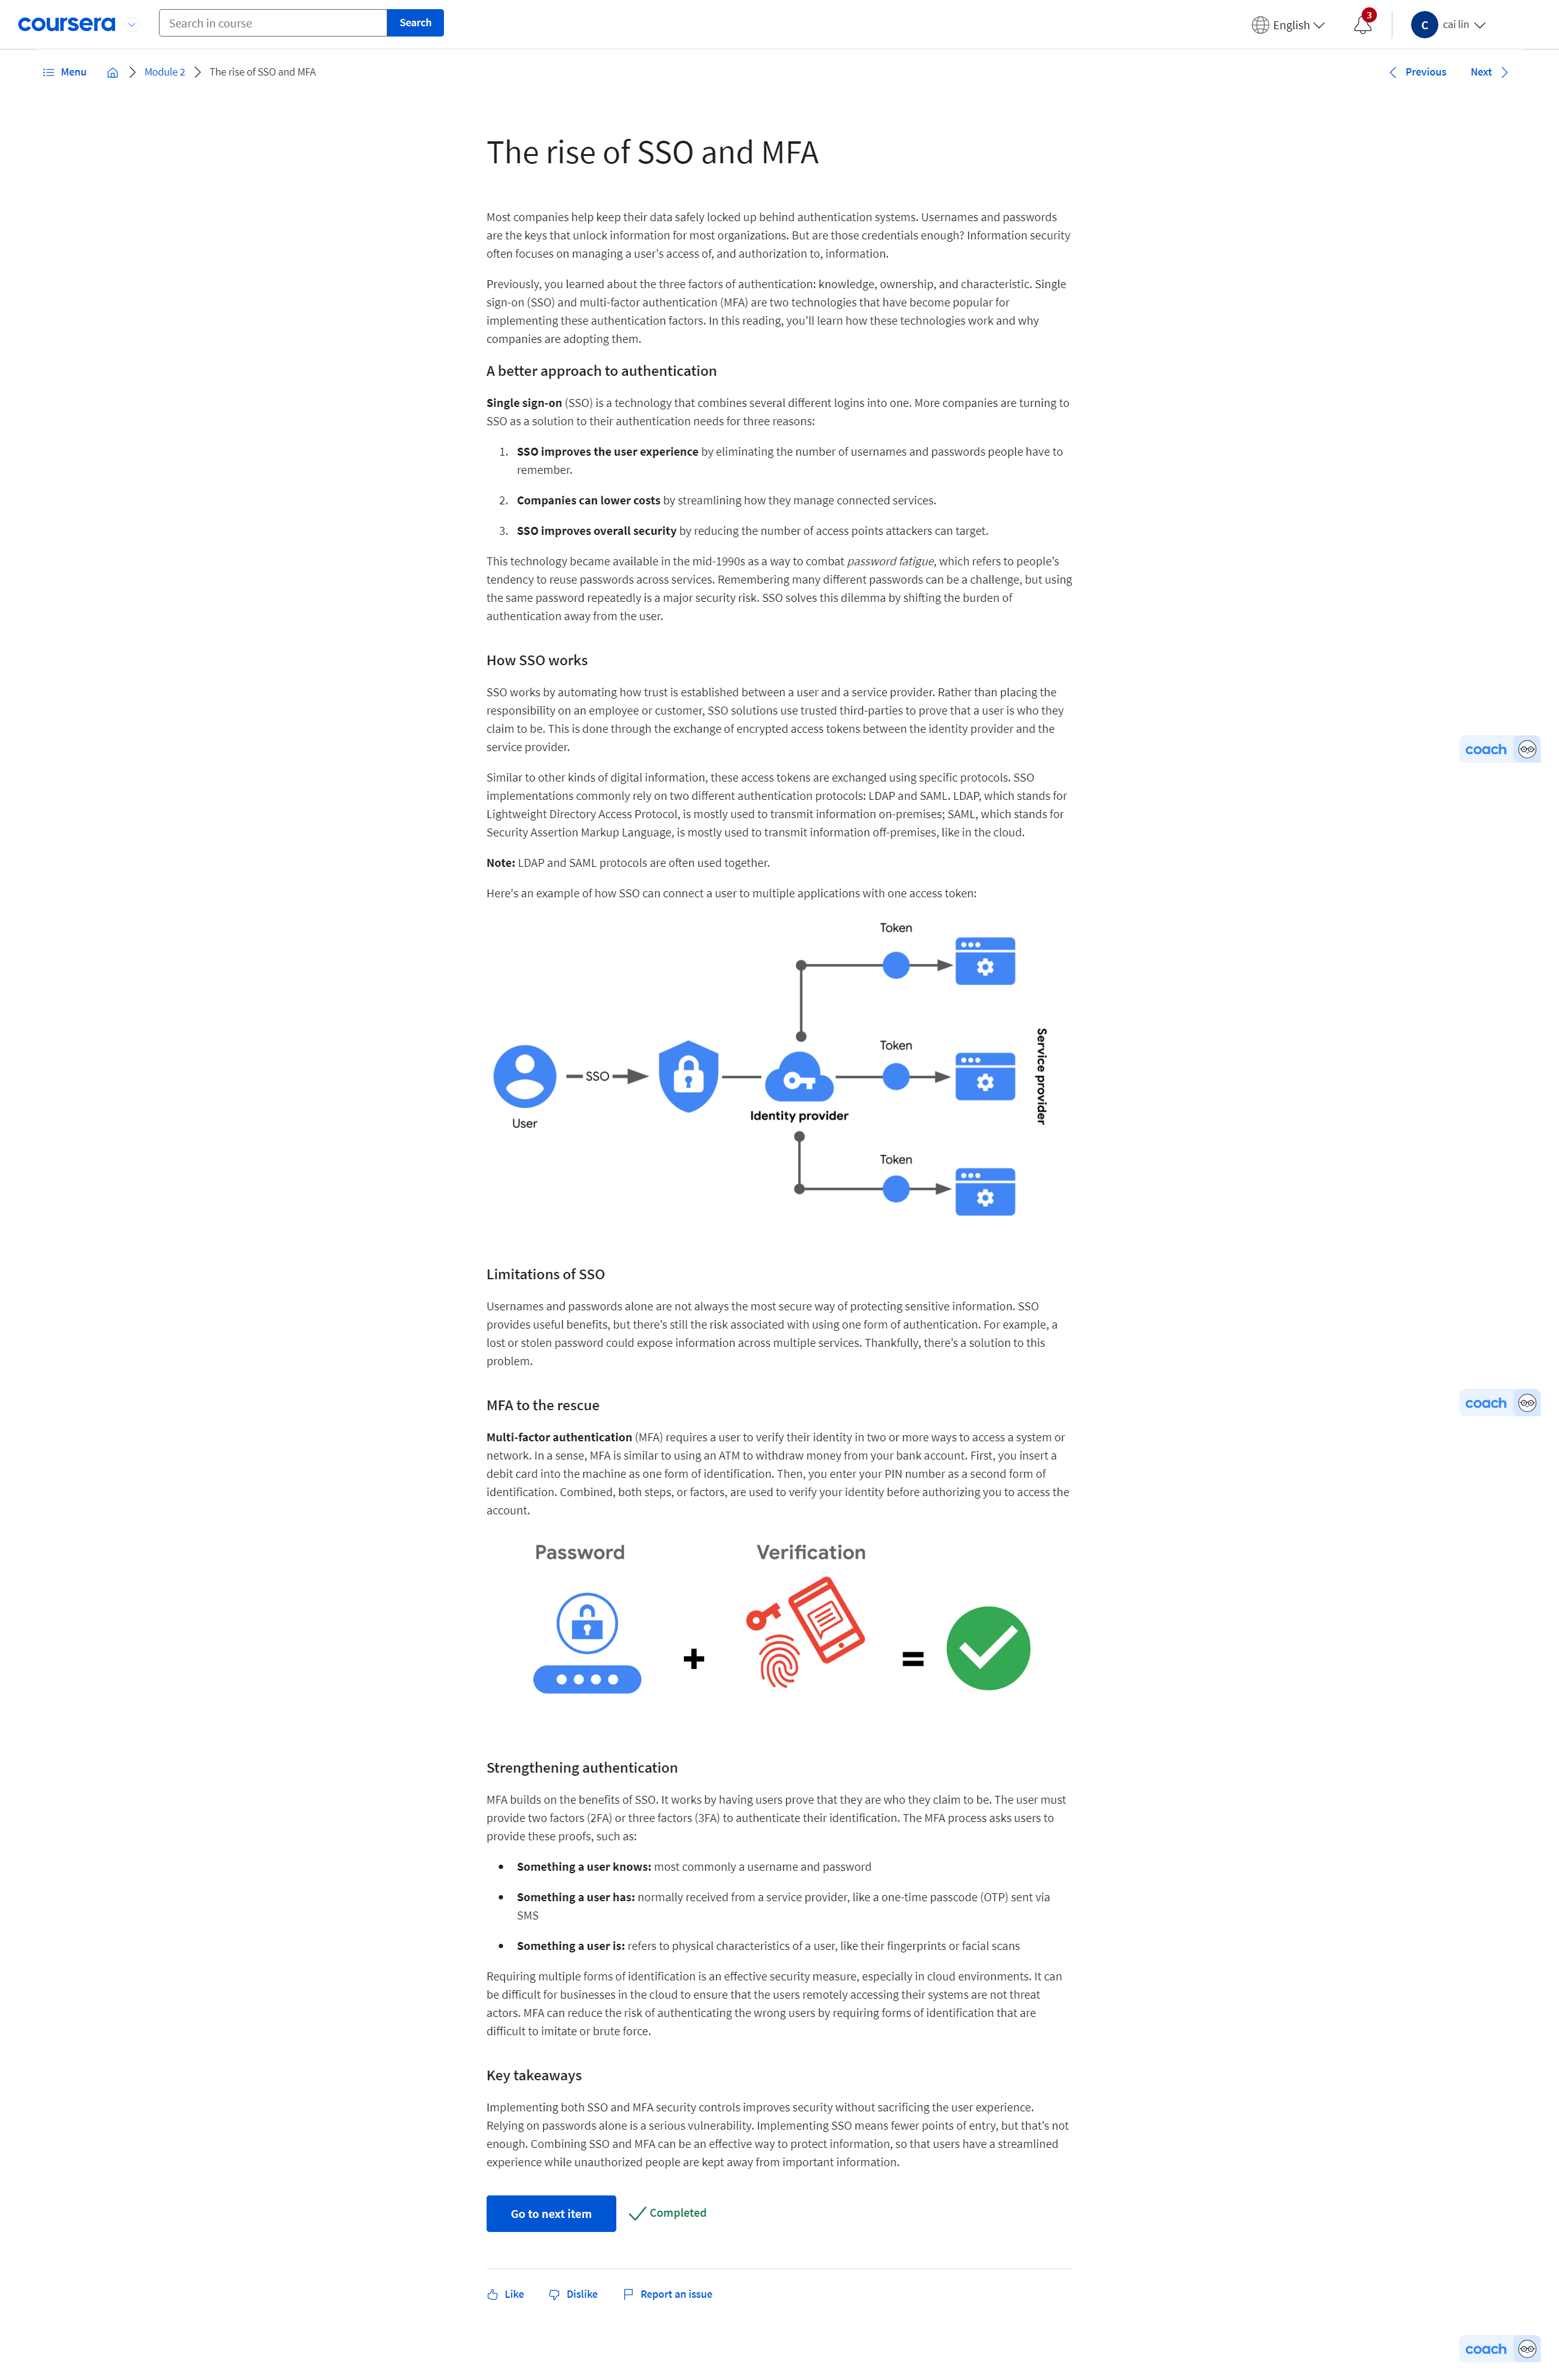 coursera
Search in course
Search
English
3
C
cai lin
Menu
Module 2
The rise of SSO and MFA
Previous
Next
The rise of SSO and MFA
Most companies help keep their data safely locked up behind authentication systems. Usernames and passwords
are the keys that unlock information for most organizations. But are those credentials enough? Information security
often focuses on managing a user's access of, and authorization to, information.
Previously, you learned about the three factors of authentication: knowledge, ownership, and characteristic. Single
sign-on (SSO) and multi-factor authentication (MFA) are two technologies that have become popular for
implementing these authentication factors. In this reading, you'll learn how these technologies work and why
companies are adopting them.
A better approach to authentication
Single sign-on (SSO) is a technology that combines several different logins into one. More companies are turning to
SSO as a solution to their authentication needs for three reasons:
1. SSO improves the user experience by eliminating the number of usernames and passwords people have to
remember.
2. Companies can lower costs by streamlining how they manage connected services.
3. SSO improves overall security by reducing the number of access points attackers can target.
This technology became available in the mid-1990s as a way to combat password fatigue, which refers to people's
tendency to reuse passwords across services. Remembering many different passwords can be a challenge, but using
the same password repeatedly is a major security risk. SSO solves this dilemma by shifting the burden of
authentication away from the user.
How SSO works
SSO works by automating how trust is established between a user and a service provider. Rather than placing the
responsibility on an employee or customer, SSO solutions use trusted third-parties to prove that a user is who they
claim to be. This is done through the exchange of encrypted access tokens between the identity provider and the
service provider.
coach
Similar to other kinds of digital information, these access tokens are exchanged using specific protocols. SSO
implementations commonly rely on two different authentication protocols: LDAP and SAML. LDAP, which stands for
Lightweight Directory Access Protocol, is mostly used to transmit information on-premises; SAML, which stands for
Security Assertion Markup Language, is mostly used to transmit information off-premises, like in the cloud.
Note: LDAP and SAML protocols are often used together.
Here's an example of how SSO can connect a user to multiple applications with one access token:
Token
Token
SSO
Service provider
Identity provider
User
Token
Limitations of SSO
Usernames and passwords alone are not always the most secure way of protecting sensitive information. SSO
provides useful benefits, but there's still the risk associated with using one form of authentication. For example, a
lost or stolen password could expose information across multiple services. Thankfully, there's a solution to this
problem.
MFA to the rescue
coach
Multi-factor authentication (MFA) requires a user to verify their identity in two or more ways to access a system or
network. In a sense, MFA is similar to using an ATM to withdraw money from your bank account. First, you insert a
debit card into the machine as one form of identification. Then, you enter your PIN number as a second form of
identification. Combined, both steps, or factors, are used to verify your identity before authorizing you to access the
account.
Password
Verification
+
=
Strengthening authentication
MFA builds on the benefits of SSO. It works by having users prove that they are who they claim to be. The user must
provide two factors (2FA) or three factors (3FA) to authenticate their identification. The MFA process asks users to
provide these proofs, such as:
• Something a user knows: most commonly a username and password
• Something a user has: normally received from a service provider, like a one-time passcode (OTP) sent via
SMS
• Something a user is: refers to physical characteristics of a user, like their fingerprints or facial scans
Requiring multiple forms of identification is an effective security measure, especially in cloud environments. It can
be difficult for businesses in the cloud to ensure that the users remotely accessing their systems are not threat
actors. MFA can reduce the risk of authenticating the wrong users by requiring forms of identification that are
difficult to imitate or brute force.
Key takeaways
Implementing both SSO and MFA security controls improves security without sacrificing the user experience.
Relying on passwords alone is a serious vulnerability. Implementing SSO means fewer points of entry, but that's not
enough. Combining SSO and MFA can be an effective way to protect information, so that users have a streamlined
experience while unauthorized people are kept away from important information.
Go to next item
Completed
Like
Dislike
Report an issue
coach